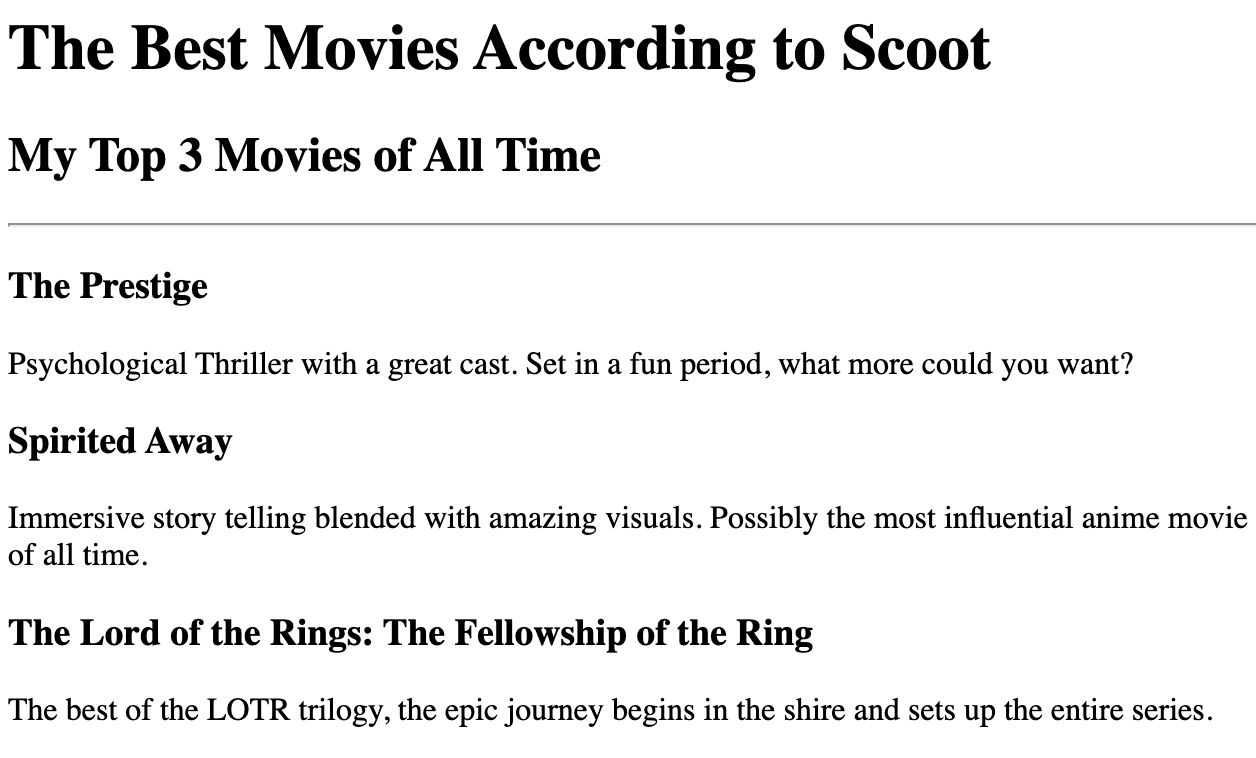 The Best Movies According to Scoot
My Top 3 Movies of All Time
The Prestige
Psychological Thriller with a great cast. Set in a fun period, what more could you want?
Spirited Away
Immersive story telling blended with amazing visuals. Possibly the most influential anime movie
of all time.
The Lord of the Rings: The Fellowship of the Ring
The best of the LOTR trilogy, the epic journey begins in the shire and sets up the entire series.